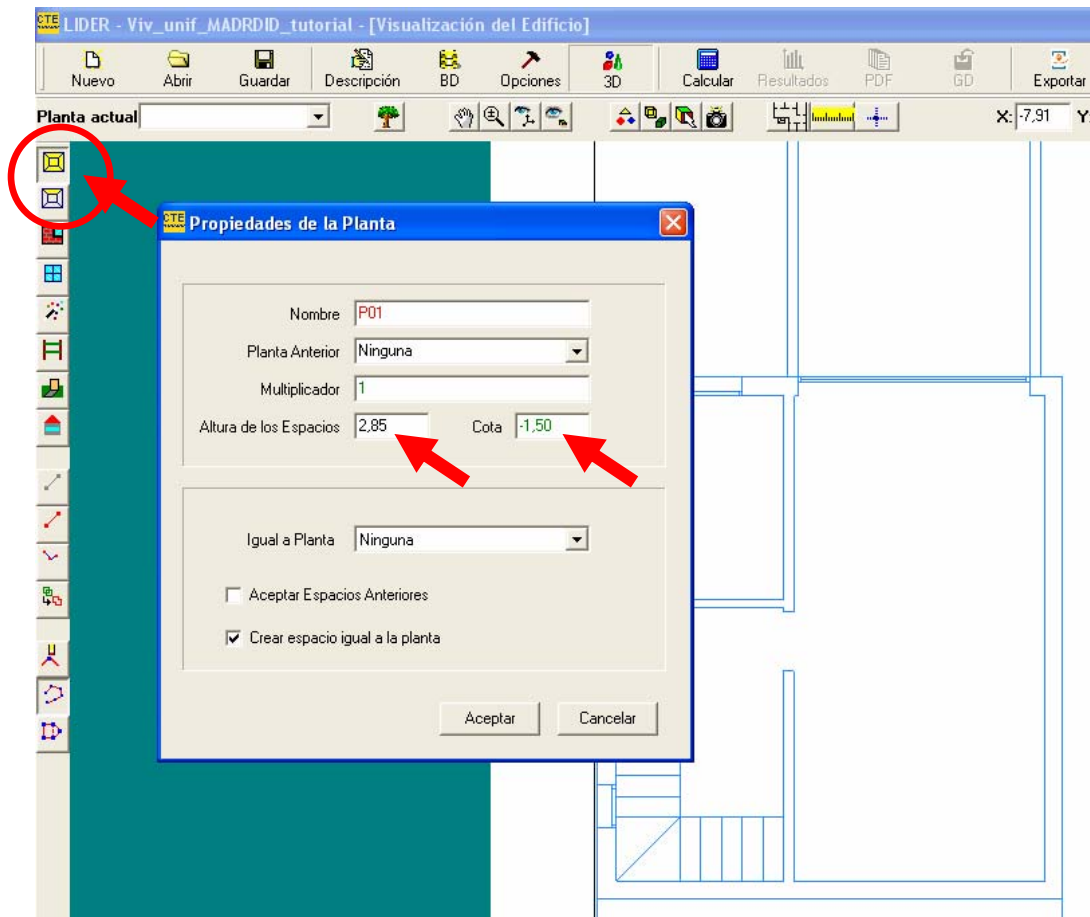 CTE LIDER - Viv_unif_MADRDID_tutorial - [Visualización del Edificio]
Nuevo Abrir Guardar Descripción BD Opciones 3D Calcular Resultados PDF GD Exportar
Planta actual X: -7,91 Y:
CTE Propiedades de la Planta
Nombre P01
Planta Anterior Ninguna
Multiplicador 1
Altura de los Espacios 2,85 Cota -1,50
Igual a Planta Ninguna
Aceptar Espacios Anteriores
Crear espacio igual a la planta
Aceptar Cancelar